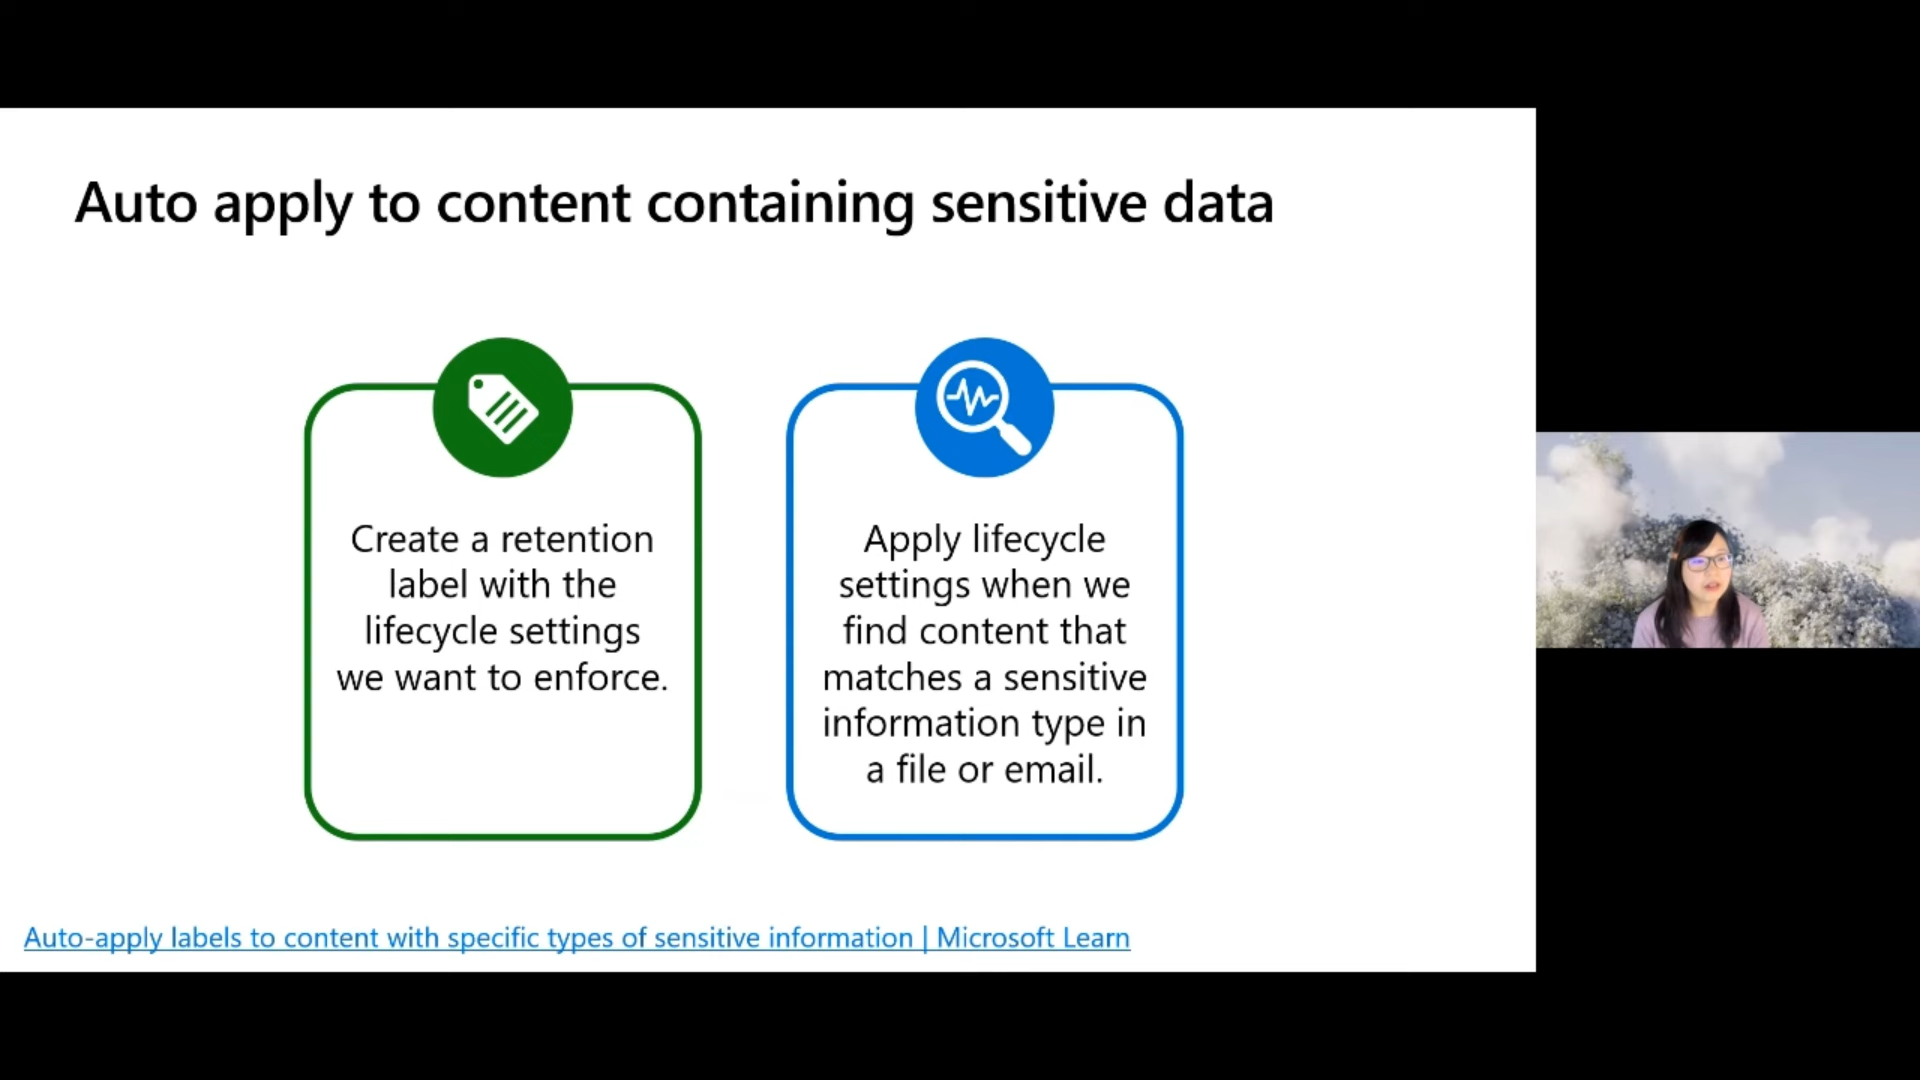 Auto apply to content containing sensitive data
Create a retention
label with the
lifecycle settings
we want to enforce.
Apply lifecycle
settings when we
find content that
matches a sensitive
information type in
a file or email.
Auto-apply labels to content with specific types of sensitive information | Microsoft Learn